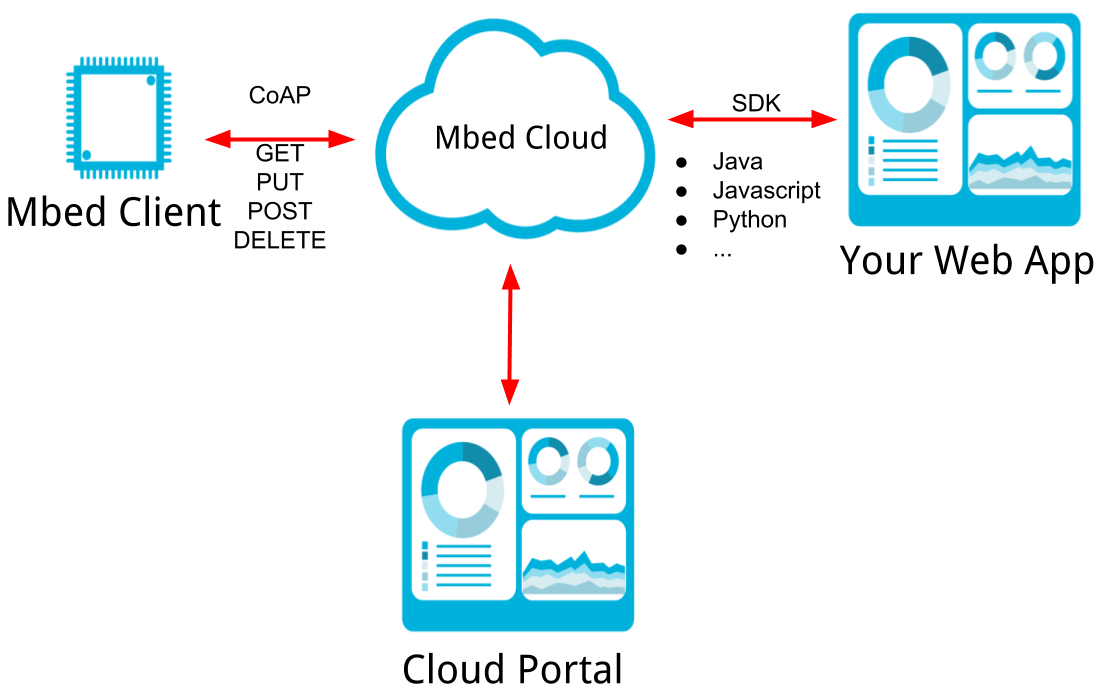 CoAP
GET
PUT
POST
DELETE
Mbed Client
Mbed Cloud
SDK
● Java
● Javascript
● Python
● ...
Your Web App
Cloud Portal